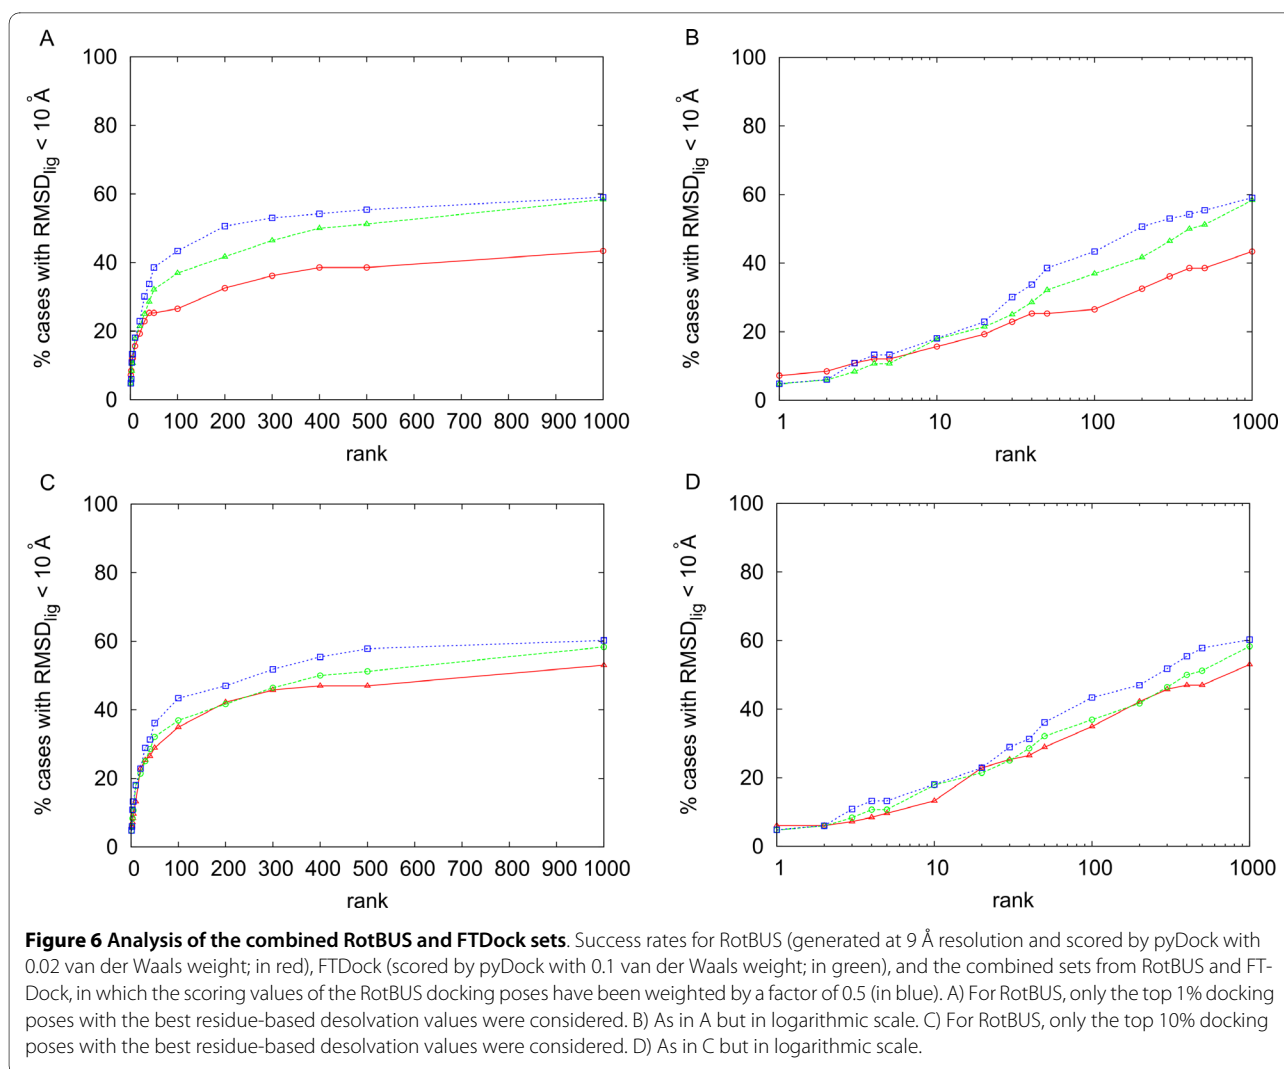 A
100
80
60
40
20
0
% cases with RMSDlig < 10 Å
0 100 200 300 400 500 600 700 800 900 1000
rank
B
100
80
60
40
20
0
% cases with RMSDlig < 10 Å
1 10 100 1000
rank
C
100
80
60
40
20
0
% cases with RMSDlig < 10 Å
0 100 200 300 400 500 600 700 800 900 1000
rank
D
100
80
60
40
20
0
% cases with RMSDlig < 10 Å
1 10 100 1000
rank
Figure 6 Analysis of the combined RotBUS and FTDock sets. Success rates for RotBUS (generated at 9 Å resolution and scored by pyDock with
0.02 van der Waals weight; in red), FTDock (scored by pyDock with 0.1 van der Waals weight; in green), and the combined sets from RotBUS and FT-
Dock, in which the scoring values of the RotBUS docking poses have been weighted by a factor of 0.5 (in blue). A) For RotBUS, only the top 1% docking
poses with the best residue-based desolvation values were considered. B) As in A but in logarithmic scale. C) For RotBUS, only the top 10% docking
poses with the best residue-based desolvation values were considered. D) As in C but in logarithmic scale.